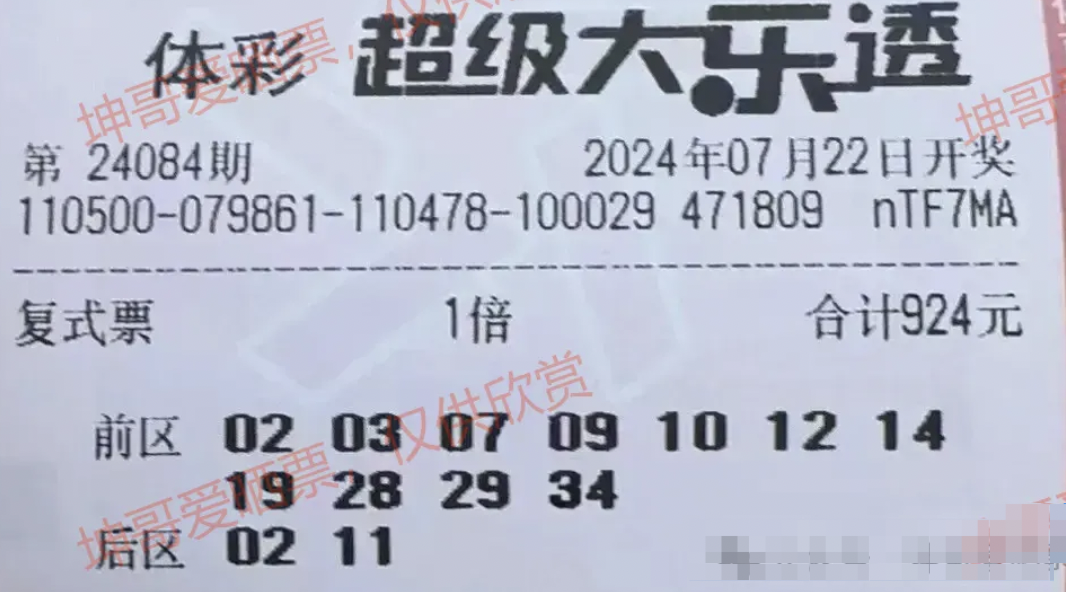 体彩 超级大乐透
第 24084期 2024年07月22日开奖
110500-079861-110478-100029 471809 nTF7MA
复式票 1倍 合计924元
前区 02 03 07 09 10 12 14
19 28 29 34
后区 02 11
坤哥爱晒票,仅供欣赏
坤哥爱晒票,仅供欣赏
坤哥